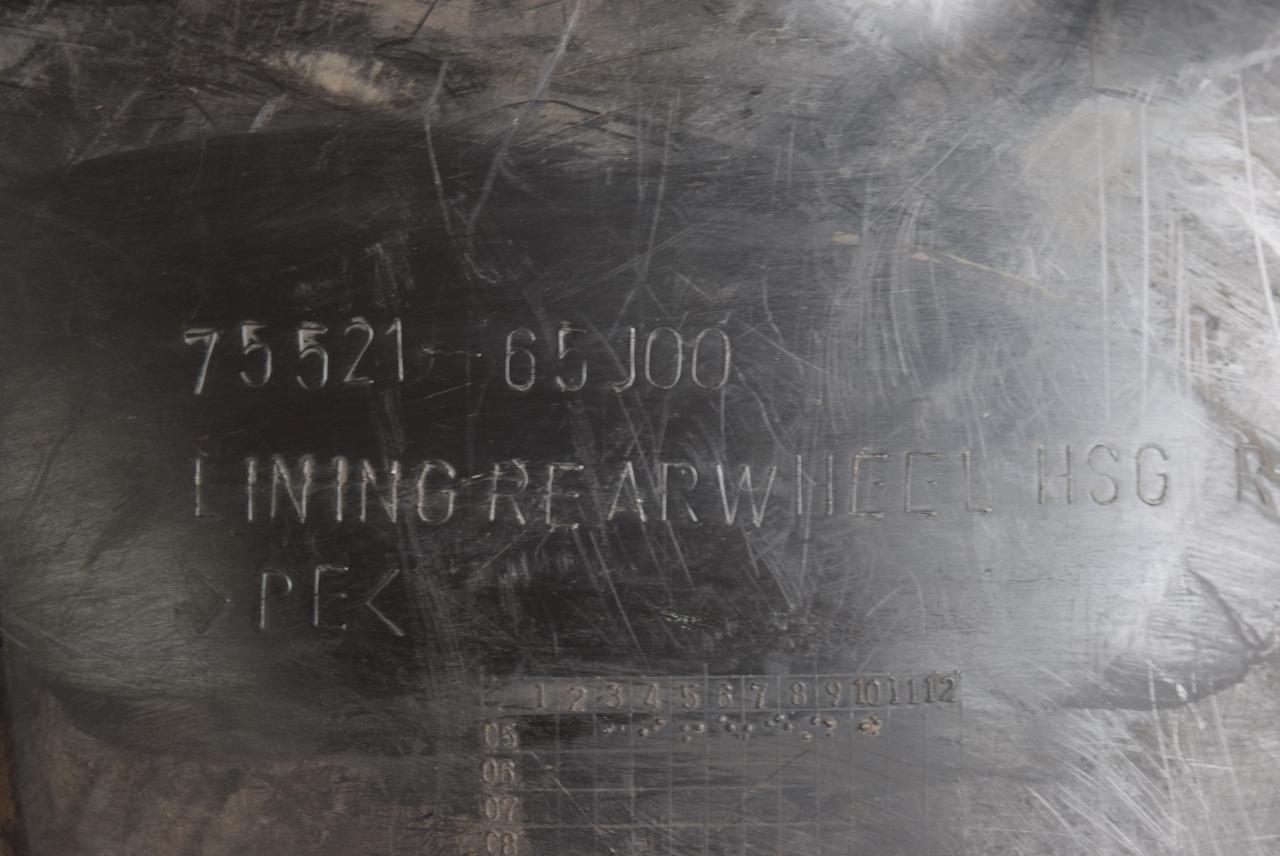 75521-65J00
LINING REAR WHEEL HSG R
>PE<
1 2 3 4 5 6 7 8 9 10 11 12
05
06
07
08